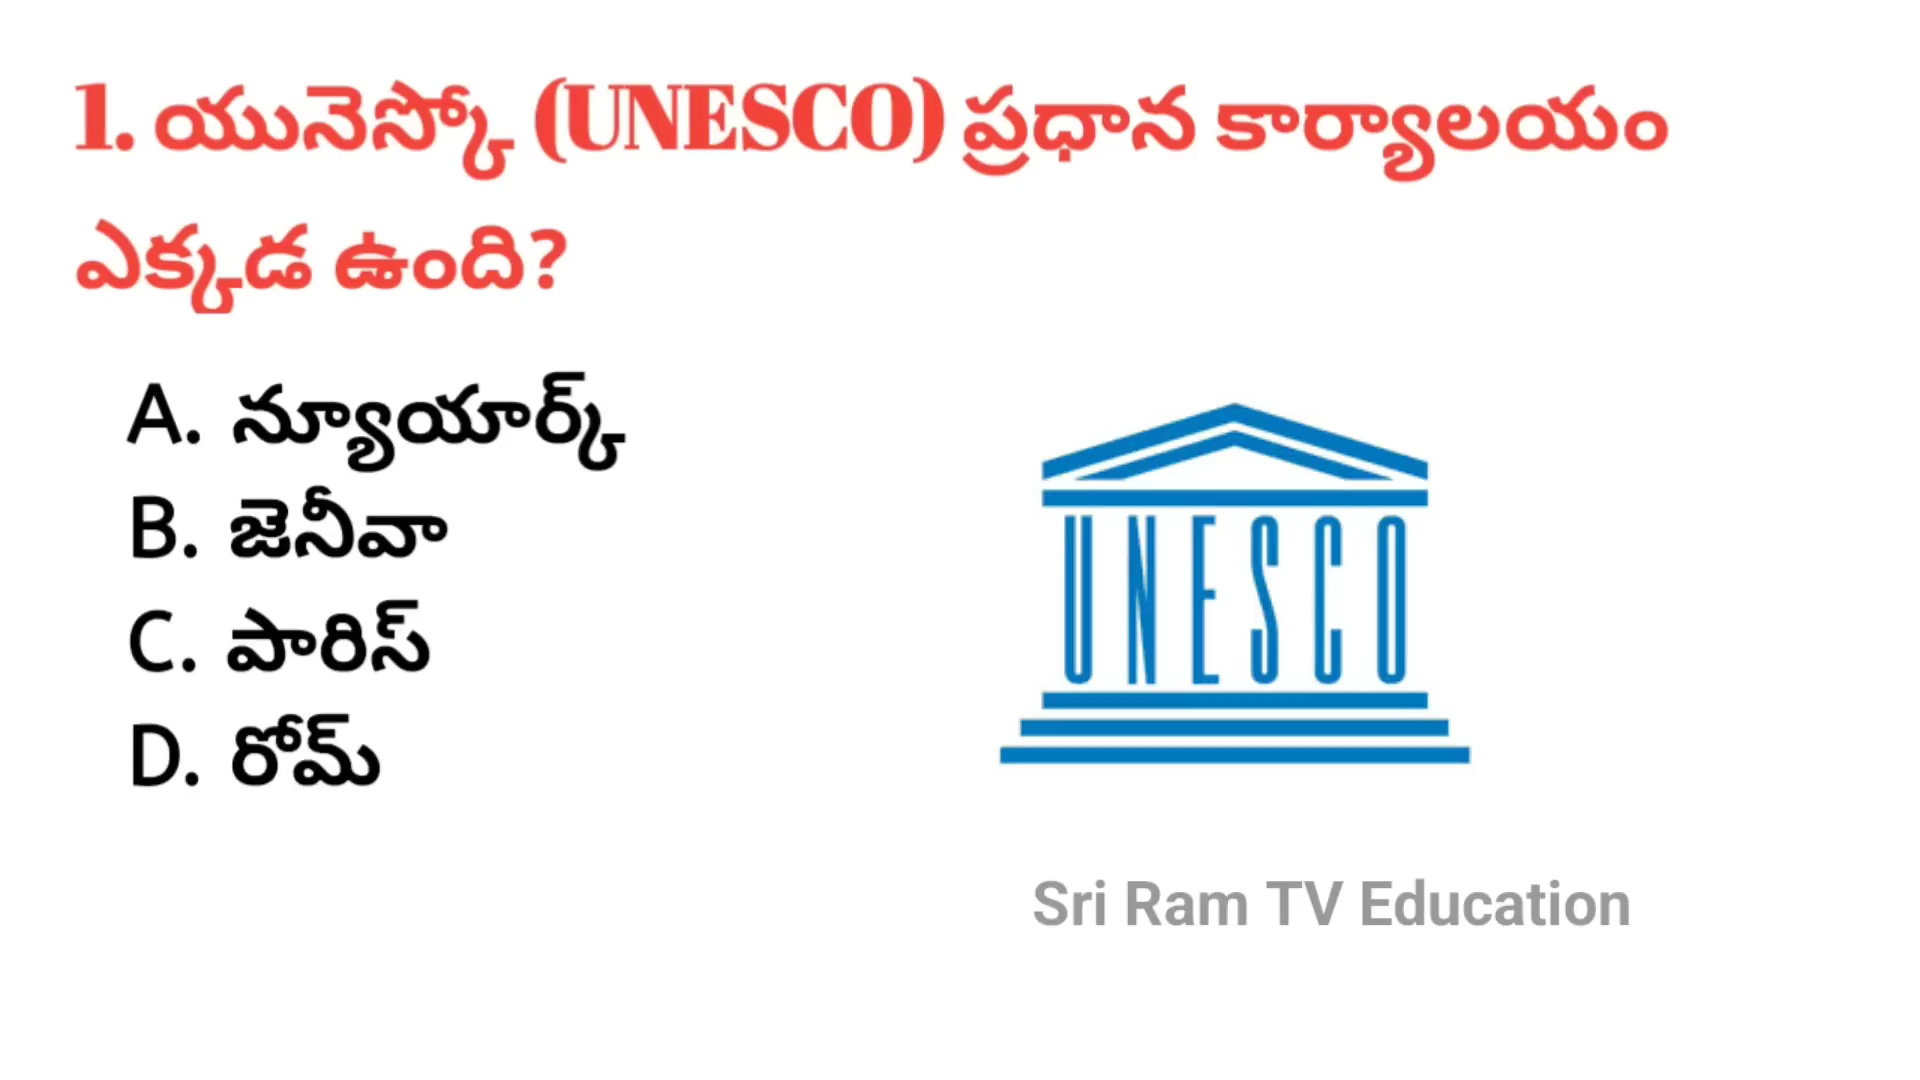 1. యునెస్కో (UNESCO) ప్రధాన కార్యాలయం
ఎక్కడ ఉంది?
A. న్యూయార్క్
B. జెనీవా
C. పారిస్
D. రోమ్
UNESCO
Sri Ram TV Education